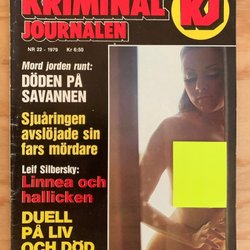 KRIMINAL
JOURNALEN
KJ
NR 22 - 1979 Kr 6:50
Mord jorden runt:
DÖDEN PÅ
SAVANNEN
Sjuåringen
avslöjade sin
fars mördare
Leif Silbersky:
Linnea och
hallicken
DUELL
PÅ LIV
OCH DÖD